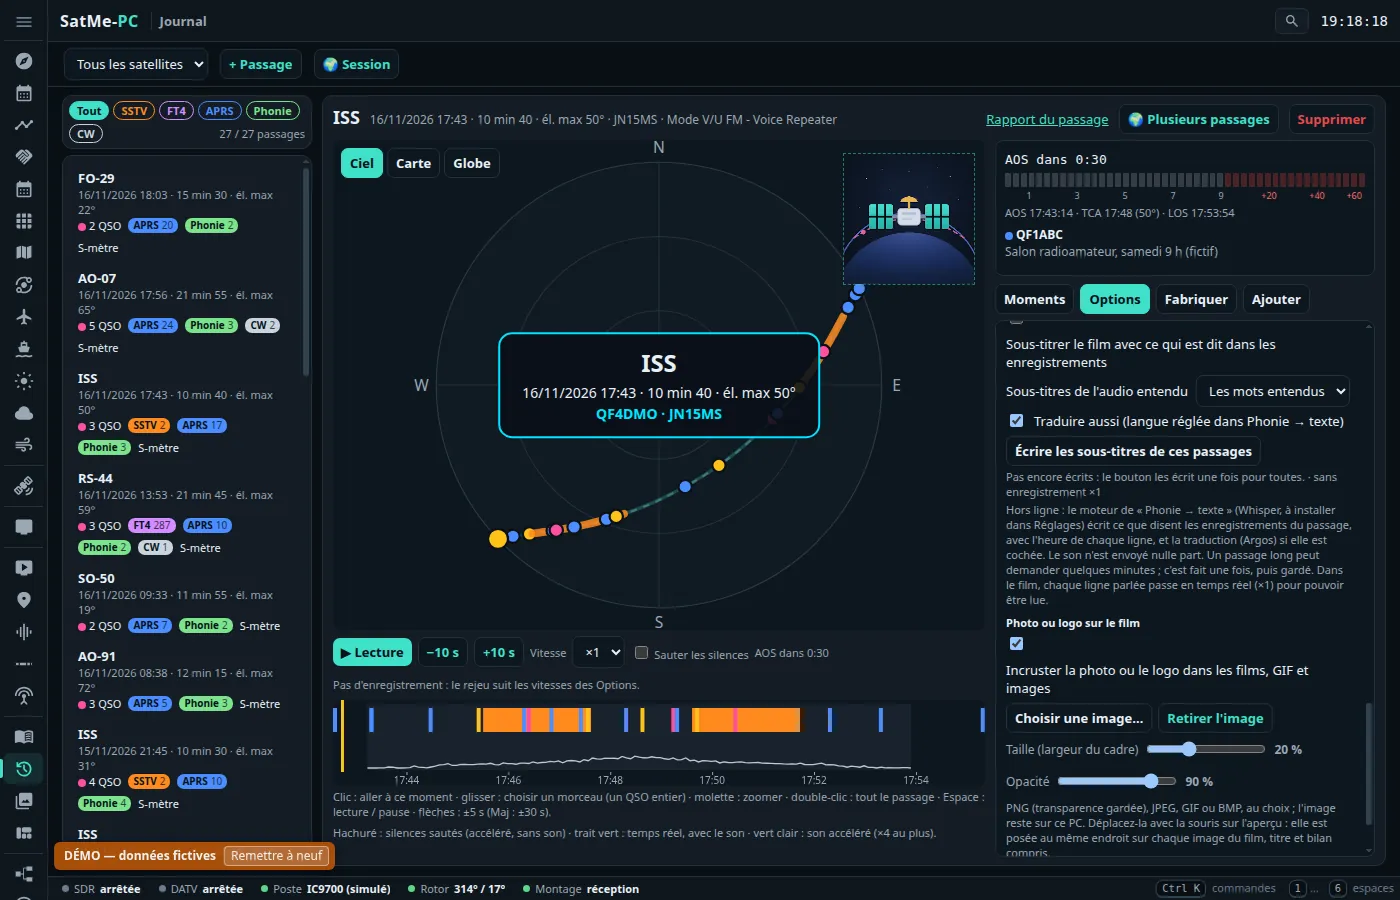 SatMe-PC Journal
19:18:18
Tous les satellites
+ Passage
Session
Tout SSTV FT4 APRS Phonie
CW
27 / 27 passages
FO-29
16/11/2026 18:03 · 15 min 30 · él. max
22°
2 QSO APRS 20 Phonie 2
S-mètre
AO-07
16/11/2026 17:56 · 21 min 55 · él. max
65°
5 QSO APRS 24 Phonie 3 CW 2
S-mètre
ISS
16/11/2026 17:43 · 10 min 40 · él. max
50°
3 QSO SSTV 2 APRS 17
Phonie 3 S-mètre
RS-44
16/11/2026 13:53 · 21 min 45 · él. max
59°
3 QSO FT4 287 APRS 10
Phonie 2 CW 1 S-mètre
SO-50
16/11/2026 09:33 · 11 min 55 · él. max
19°
2 QSO APRS 7 Phonie 2 S-mètre
AO-91
16/11/2026 08:38 · 12 min 15 · él. max
72°
3 QSO APRS 5 Phonie 3 S-mètre
ISS
15/11/2026 21:45 · 10 min 30 · él. max
31°
4 QSO SSTV 2 APRS 10
Phonie 4 S-mètre
ISS
DÉMO — données fictives Remettre à neuf
ISS 16/11/2026 17:43 · 10 min 40 · él. max 50° · JN15MS · Mode V/U FM - Voice Repeater
Rapport du passage
Plusieurs passages
Supprimer
Ciel Carte Globe
N
W
E
S
ISS
16/11/2026 17:43 · 10 min 40 · él. max 50°
QF4DMO · JN15MS
▶ Lecture −10 s +10 s Vitesse ×1 Sauter les silences AOS dans 0:30
Pas d'enregistrement : le rejeu suit les vitesses des Options.
17:44 17:46 17:48 17:50 17:52 17:54
Clic : aller à ce moment · glisser : choisir un morceau (un QSO entier) · molette : zoomer · double-clic : tout le passage · Espace :
lecture / pause · flèches : ±5 s (Maj : ±30 s).
Hachuré : silences sautés (accéléré, sans son) · trait vert : temps réel, avec le son · vert clair : son accéléré (×4 au plus).
AOS dans 0:30
1 3 5 7 9 +20 +40 +60
AOS 17:43:14 · TCA 17:48 (50°) · LOS 17:53:54
QF1ABC
Salon radioamateur, samedi 9 h (fictif)
Moments Options Fabriquer Ajouter
Sous-titrer le film avec ce qui est dit dans les
enregistrements
Sous-titres de l'audio entendu Les mots entendus
Traduire aussi (langue réglée dans Phonie → texte)
Écrire les sous-titres de ces passages
Pas encore écrits : le bouton les écrit une fois pour toutes. · sans
enregistrement ×1
Hors ligne : le moteur de « Phonie → texte » (Whisper, à installer
dans Réglages) écrit ce que disent les enregistrements du passage,
avec l'heure de chaque ligne, et la traduction (Argos) si elle est
cochée. Le son n'est envoyé nulle part. Un passage long peut
demander quelques minutes ; c'est fait une fois, puis gardé. Dans
le film, chaque ligne parlée passe en temps réel (×1) pour pouvoir
être lue.
Photo ou logo sur le film
Incruster la photo ou le logo dans les films, GIF et
images
Choisir une image... Retirer l'image
Taille (largeur du cadre) 20 %
Opacité 90 %
PNG (transparence gardée), JPEG, GIF ou BMP, au choix ; l'image
reste sur ce PC. Déplacez-la avec la souris sur l'aperçu : elle est
posée au même endroit sur chaque image du film, titre et bilan
compris.
SDR arrêtée DATV arrêtée Poste IC9700 (simulé) Rotor 314° / 17° Montage réception
Ctrl K commandes 1 ... 6 espaces